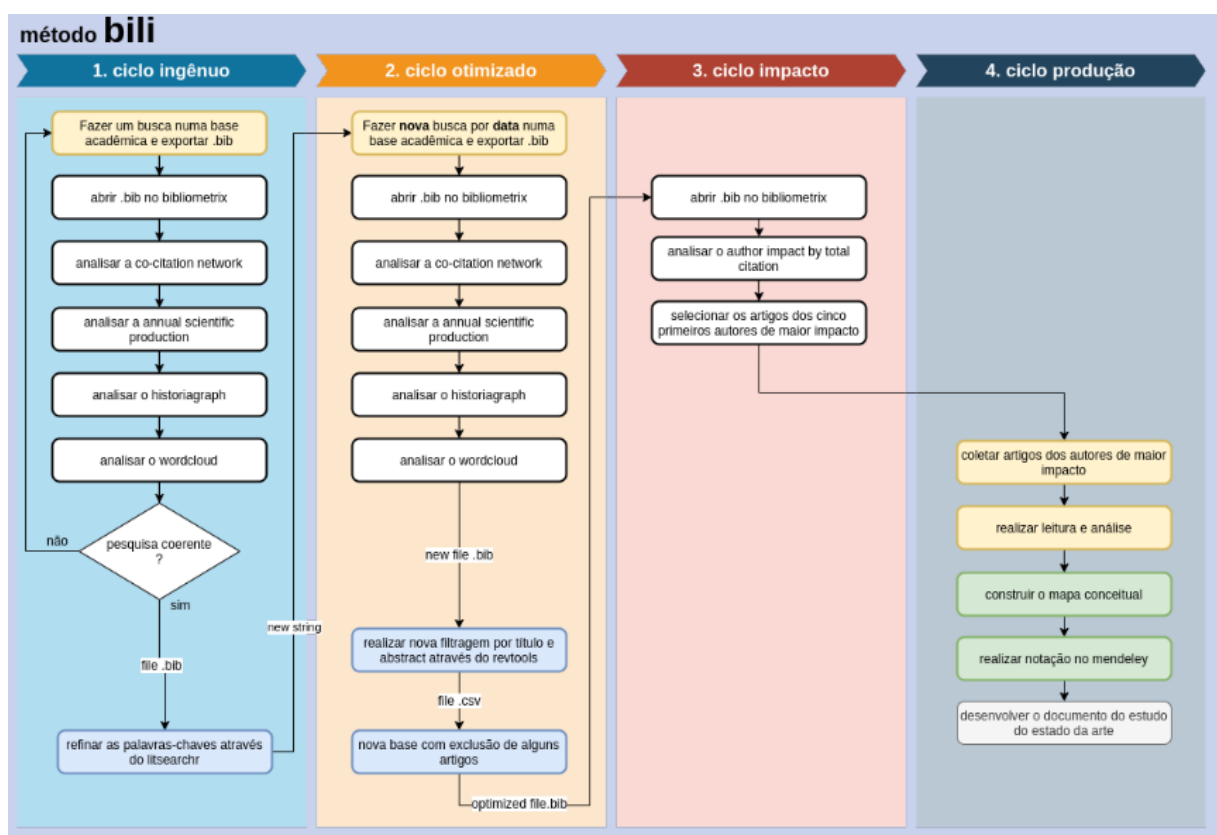 método bili
1. ciclo ingênuo
2. ciclo otimizado
3. ciclo impacto
4. ciclo produção
Fazer um busca numa base
acadêmica e exportar .bib
abrir .bib no bibliometrix
analisar a co-citation network
analisar a annual scientific
production
analisar o historiagraph
analisar o wordcloud
pesquisa coerente
?
não
sim
file .bib
refinar as palavras-chaves através
do litsearchr
new string
Fazer nova busca por data numa
base acadêmica e exportar .bib
abrir .bib no bibliometrix
analisar a co-citation network
analisar a annual scientific
production
analisar o historiagraph
analisar o wordcloud
new file .bib
realizar nova filtragem por título e
abstract através do revtools
file .csv
nova base com exclusão de alguns
artigos
optimized file.bib
abrir .bib no bibliometrix
analisar o author impact by total
citation
selecionar os artigos dos cinco
primeiros autores de maior impacto
coletar artigos dos autores de maior
impacto
realizar leitura e análise
construir o mapa conceitual
realizar notação no mendeley
desenvolver o documento do estudo
do estado da arte